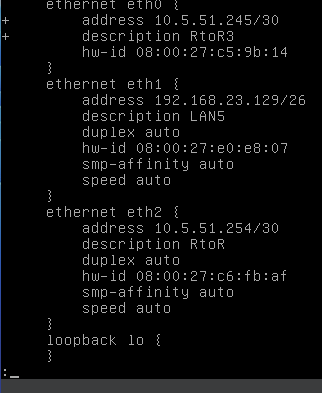 ethernet eth0 {
+       address 10.5.51.245/30
+       description RtoR3
        hw-id 08:00:27:c5:9b:14
    }
    ethernet eth1 {
        address 192.168.23.129/26
        description LAN5
        duplex auto
        hw-id 08:00:27:e0:e8:07
        smp-affinity auto
        speed auto
    }
    ethernet eth2 {
        address 10.5.51.254/30
        description RtoR
        duplex auto
        hw-id 08:00:27:c6:fb:af
        smp-affinity auto
        speed auto
    }
    loopback lo {
    }
:_